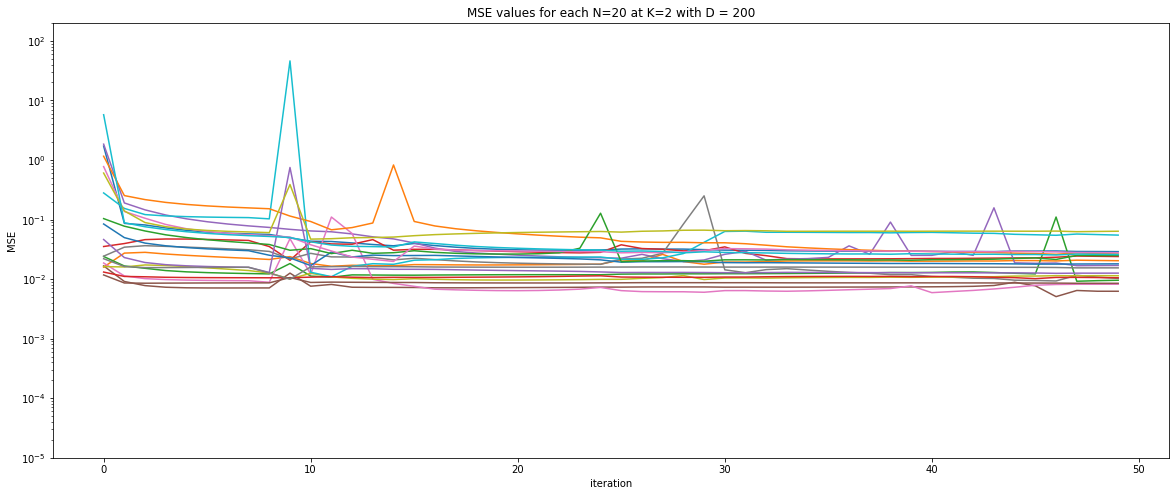 MSE values for each N=20 at K=2 with D = 200
MSE
10²
10¹
10⁰
10⁻¹
10⁻²
10⁻³
10⁻⁴
10⁻⁵
0 10 20 30 40 50
iteration